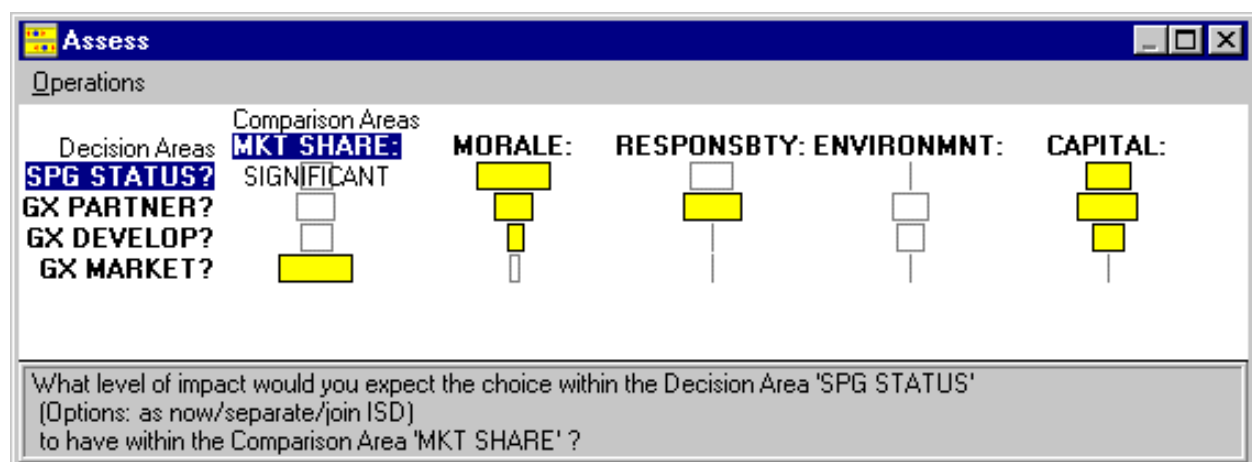 Assess
Operations
Comparison Areas
Decision Areas MKT SHARE: MORALE: RESPONSBTY: ENVIRONMNT: CAPITAL:
SPG STATUS? SIGNIFICANT
GX PARTNER?
GX DEVELOP?
GX MARKET?
What level of impact would you expect the choice within the Decision Area 'SPG STATUS'
(Options: as now/separate/join ISD)
to have within the Comparison Area 'MKT SHARE' ?